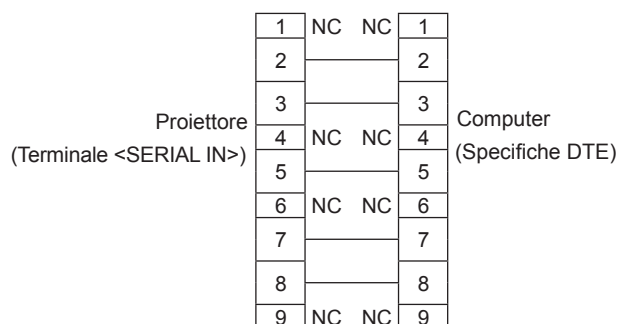 1 NC NC 1
2 2
3 3
Proiettore
(Terminale <SERIAL IN>)
Computer
(Specifiche DTE)
4 NC NC 4
5 5
6 NC NC 6
7 7
8 8
9 NC NC 9